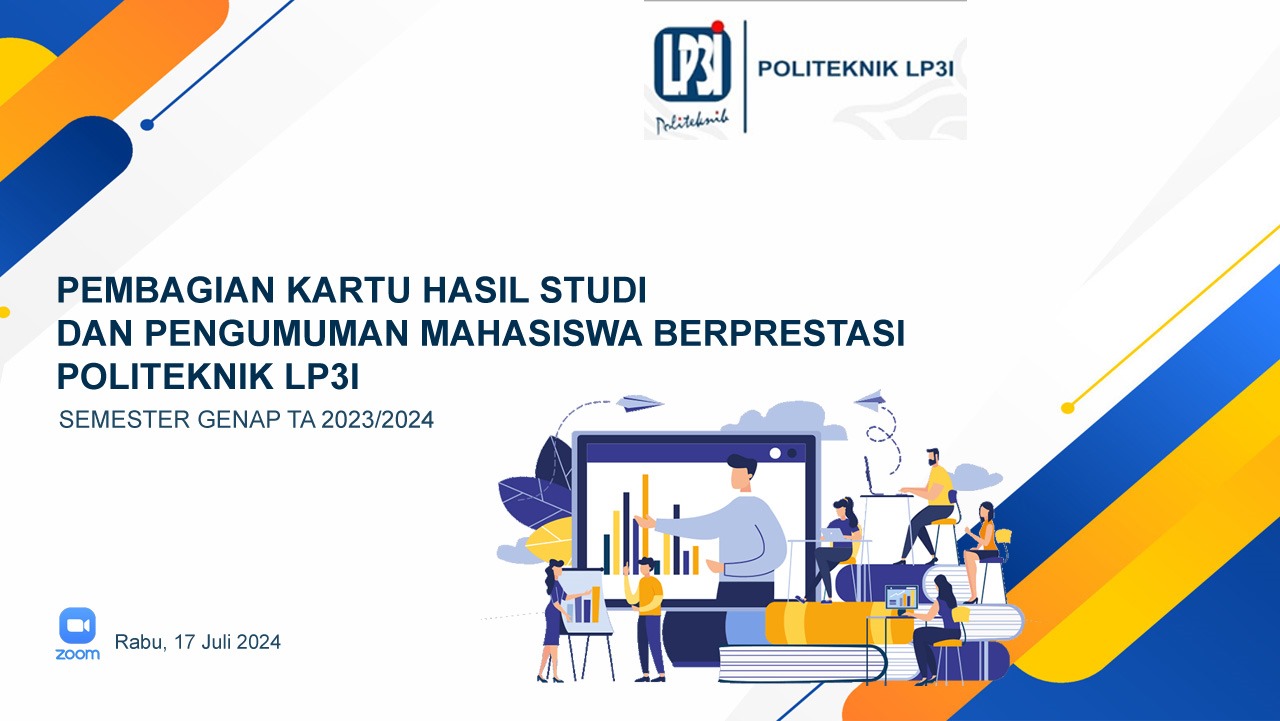 LP3I
Politeknik
POLITEKNIK LP3I
PEMBAGIAN KARTU HASIL STUDI
DAN PENGUMUMAN MAHASISWA BERPRESTASI
POLITEKNIK LP3I
SEMESTER GENAP TA 2023/2024
zoom
Rabu, 17 Juli 2024